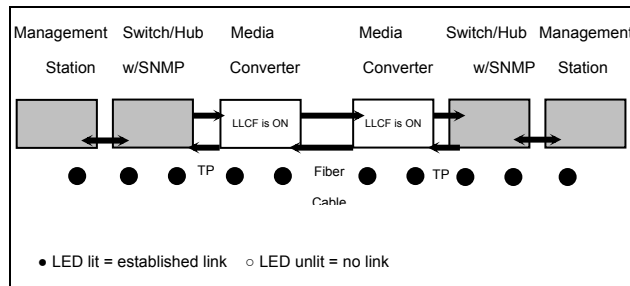 Management Switch/Hub Media Media Switch/Hub Management
Station w/SNMP Converter Converter w/SNMP Station
LLCF is ON LLCF is ON
TP Fiber TP
Cable
● LED lit = established link ○ LED unlit = no link